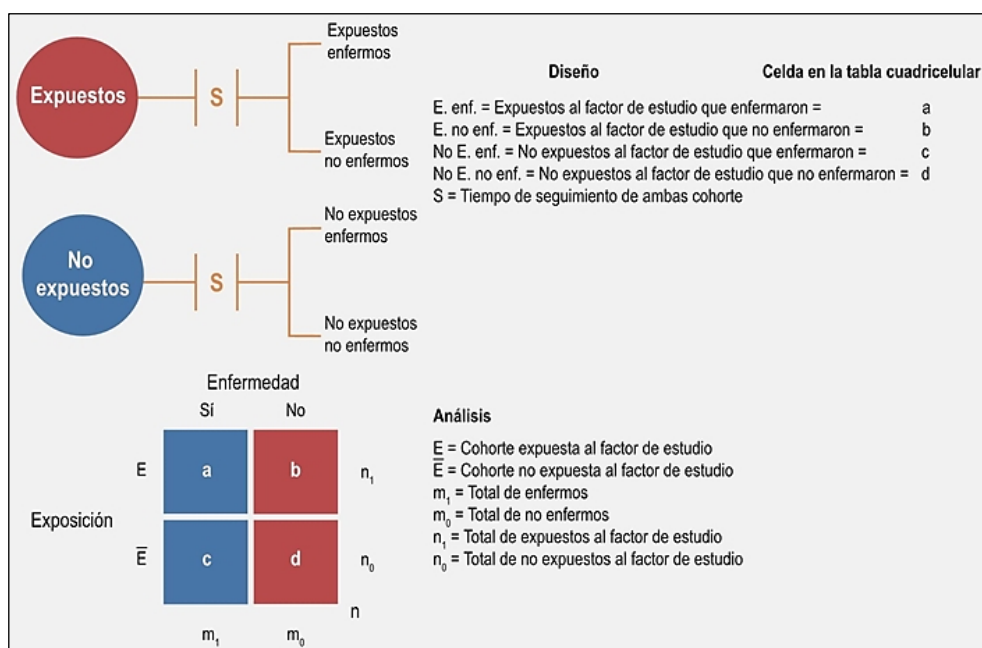 Expuestos
S
Expuestos
enfermos
Expuestos
no enfermos
No
expuestos
S
No expuestos
enfermos
No expuestos
no enfermos
Diseño Celda en la tabla cuadricelular
E. enf. = Expuestos al factor de estudio que enfermaron = a
E. no enf. = Expuestos al factor de estudio que no enfermaron = b
No E. enf. = No expuestos al factor de estudio que enfermaron = c
No E. no enf. = No expuestos al factor de estudio que no enfermaron = d
S = Tiempo de seguimiento de ambas cohorte
Enfermedad
Sí No
E a b n₁
Exposición
E̅ c d n₀
n
m₁ m₀
Análisis
E = Cohorte expuesta al factor de estudio
E̅ = Cohorte no expuesta al factor de estudio
m₁ = Total de enfermos
m₀ = Total de no enfermos
n₁ = Total de expuestos al factor de estudio
n₀ = Total de no expuestos al factor de estudio